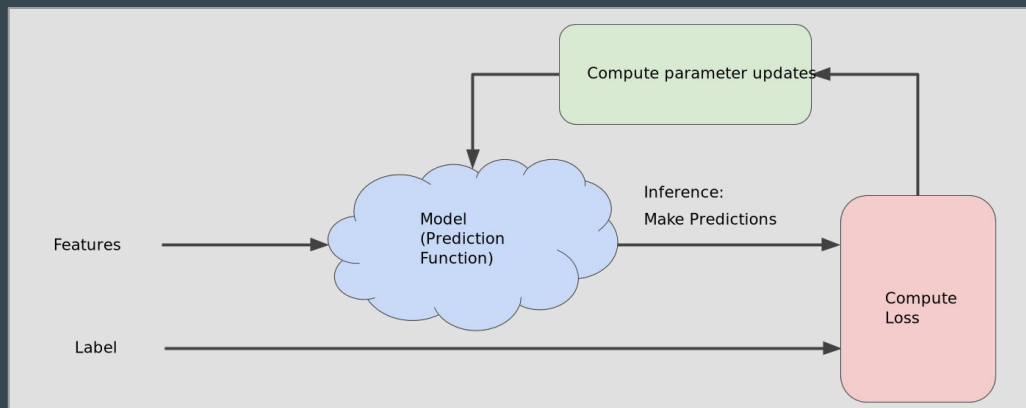 Compute parameter updates
Inference:
Make Predictions
Model
(Prediction
Function)
Features
Compute
Loss
Label